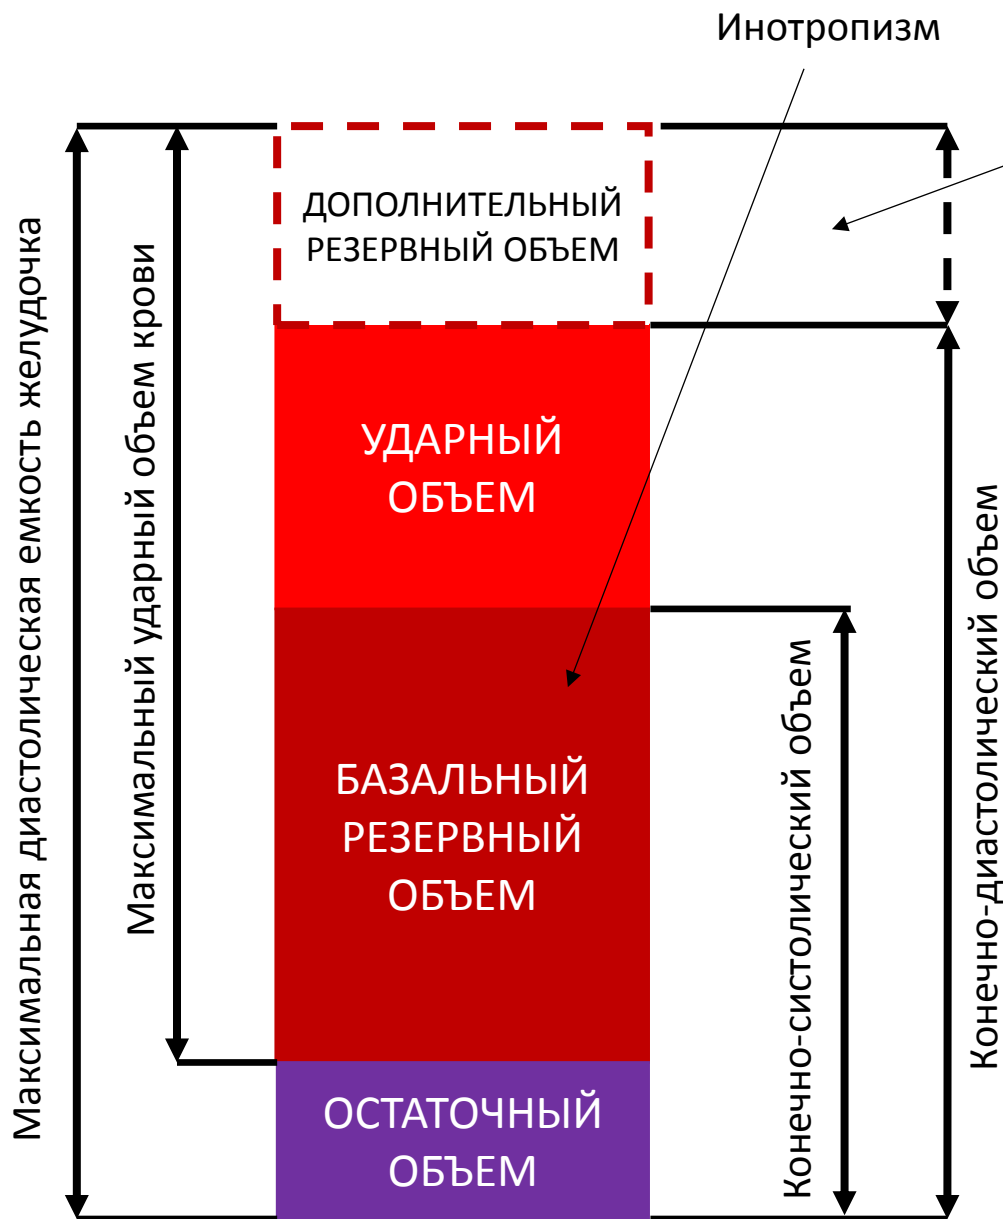 Инотропизм
ДОПОЛНИТЕЛЬНЫЙ
РЕЗЕРВНЫЙ ОБЪЕМ
УДАРНЫЙ
ОБЪЕМ
БАЗАЛЬНЫЙ
РЕЗЕРВНЫЙ
ОБЪЕМ
ОСТАТОЧНЫЙ
ОБЪЕМ
Максимальная диастолическая емкость желудочка
Максимальный ударный объем крови
Конечно-систолический объем
Конечно-диастолический объем